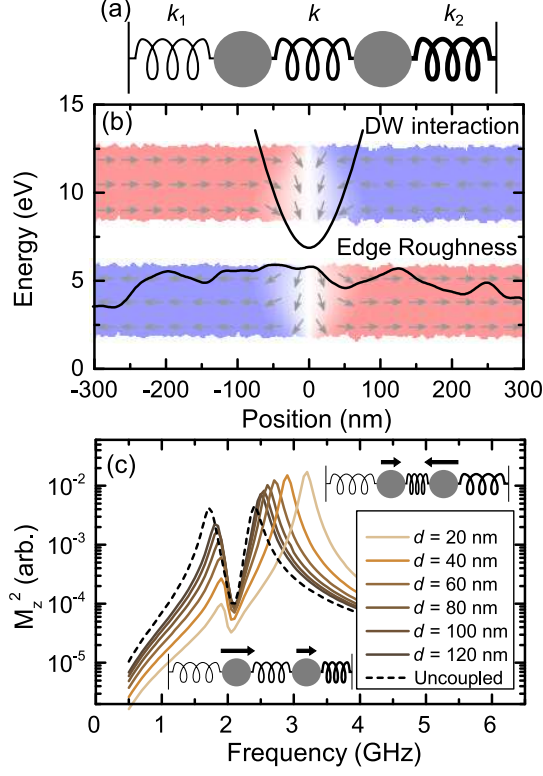 (a)
k1 k k2
(b)
DW interaction
Edge Roughness
Energy (eV)
15
10
5
0
-300 -200 -100 0 100 200 300
Position (nm)
(c)
M_z^2 (arb.)
10^-2
10^-3
10^-4
10^-5
d = 20 nm
d = 40 nm
d = 60 nm
d = 80 nm
d = 100 nm
d = 120 nm
Uncoupled
0 1 2 3 4 5 6
Frequency (GHz)